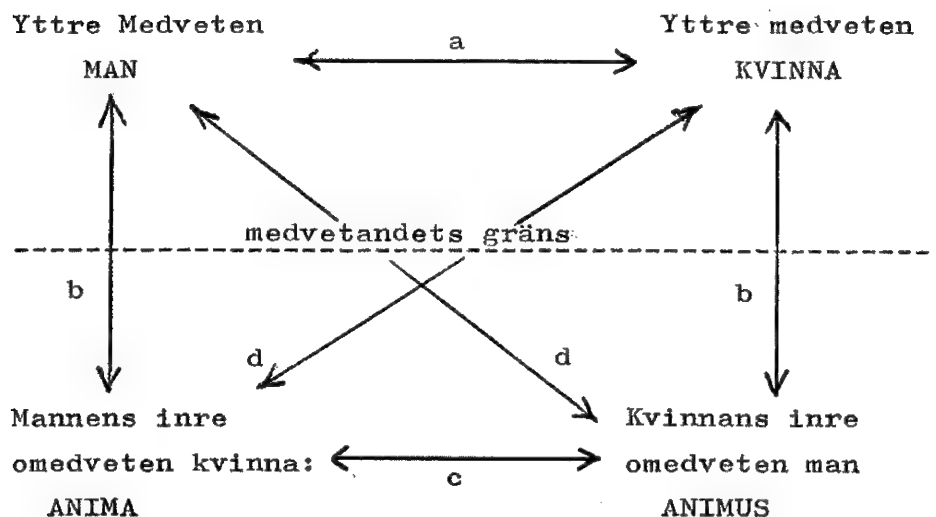 Yttre Medveten
MAN
a
Yttre medveten
KVINNA
medvetandets gräns
b
b
d
d
Mannens inre
omedveten kvinna:
ANIMA
c
Kvinnans inre
omedveten man
ANIMUS